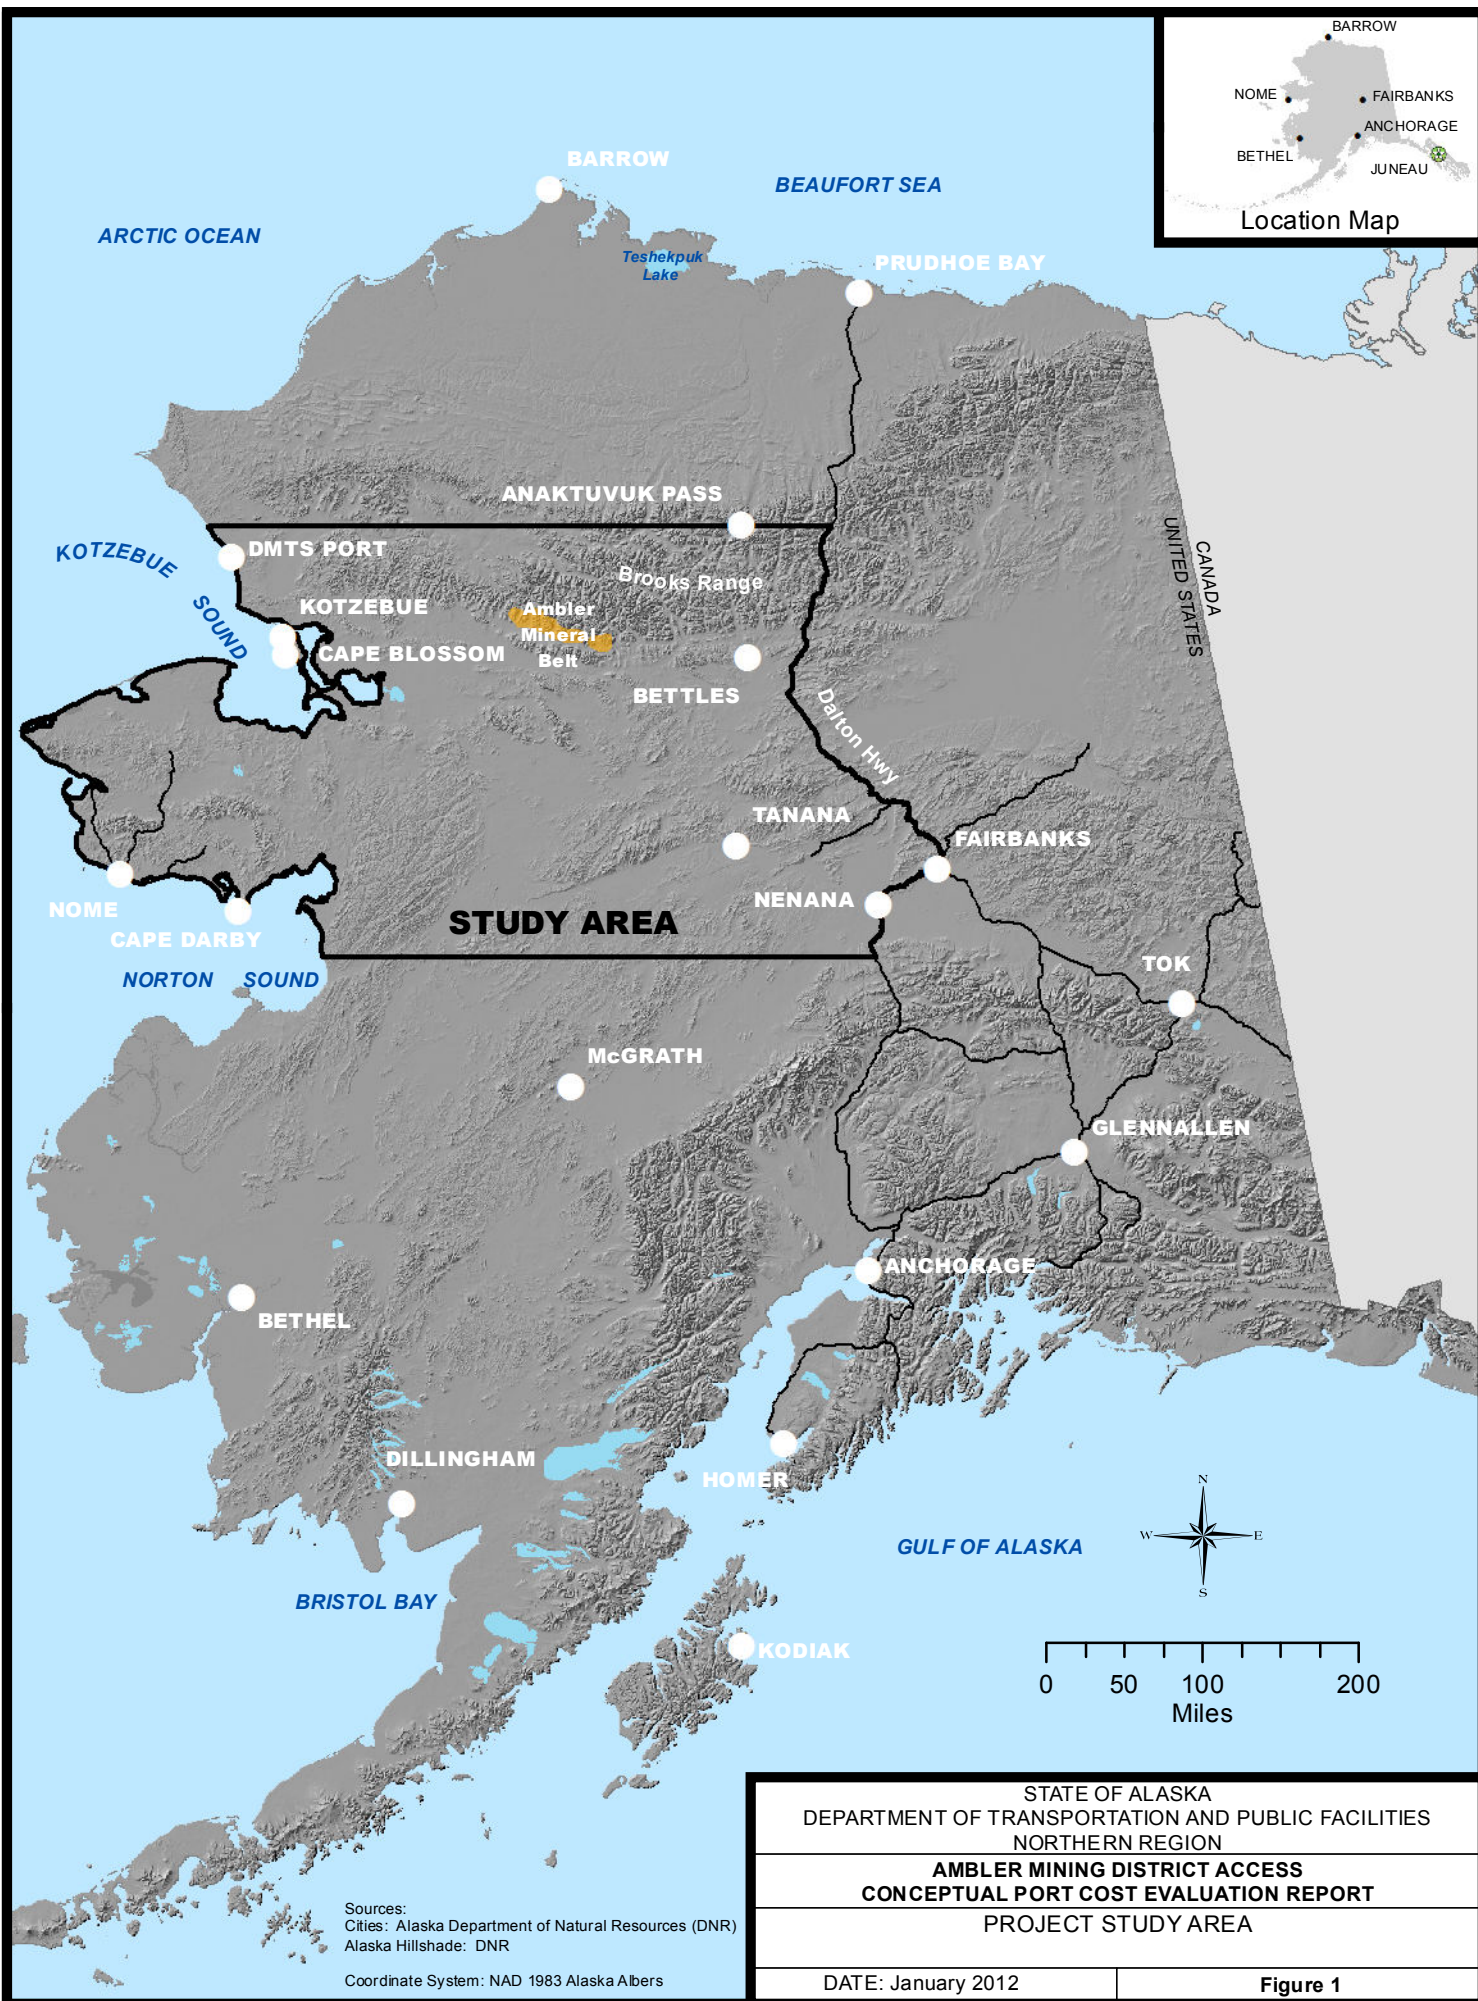 BARROW
NOME
FAIRBANKS
ANCHORAGE
BETHEL
JUNEAU
Location Map
BARROW
BEAUFORT SEA
ARCTIC OCEAN
Teshekpuk
Lake
PRUDHOE BAY
ANAKTUVUK PASS
KOTZEBUE
SOUND
DMTS PORT
Brooks Range
CANADA
UNITED STATES
KOTZEBUE
Ambler
Mineral
Belt
CAPE BLOSSOM
BETTLES
Dalton Hwy
TANANA
FAIRBANKS
NENANA
NOME
STUDY AREA
CAPE DARBY
NORTON SOUND
TOK
McGRATH
GLENNALLEN
ANCHORAGE
BETHEL
DILLINGHAM
HOMER
N
W
E
S
GULF OF ALASKA
BRISTOL BAY
KODIAK
0 50 100 200
Miles
Sources:
Cities: Alaska Department of Natural Resources (DNR)
Alaska Hillshade: DNR
Coordinate System: NAD 1983 Alaska Albers
STATE OF ALASKA
DEPARTMENT OF TRANSPORTATION AND PUBLIC FACILITIES
NORTHERN REGION
AMBLER MINING DISTRICT ACCESS
CONCEPTUAL PORT COST EVALUATION REPORT
PROJECT STUDY AREA
DATE: January 2012
Figure 1